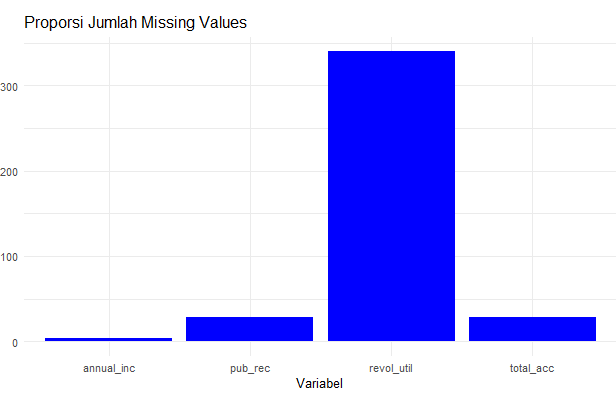 Proporsi Jumlah Missing Values
300
200
100
0
annual_inc pub_rec revol_util total_acc
Variabel